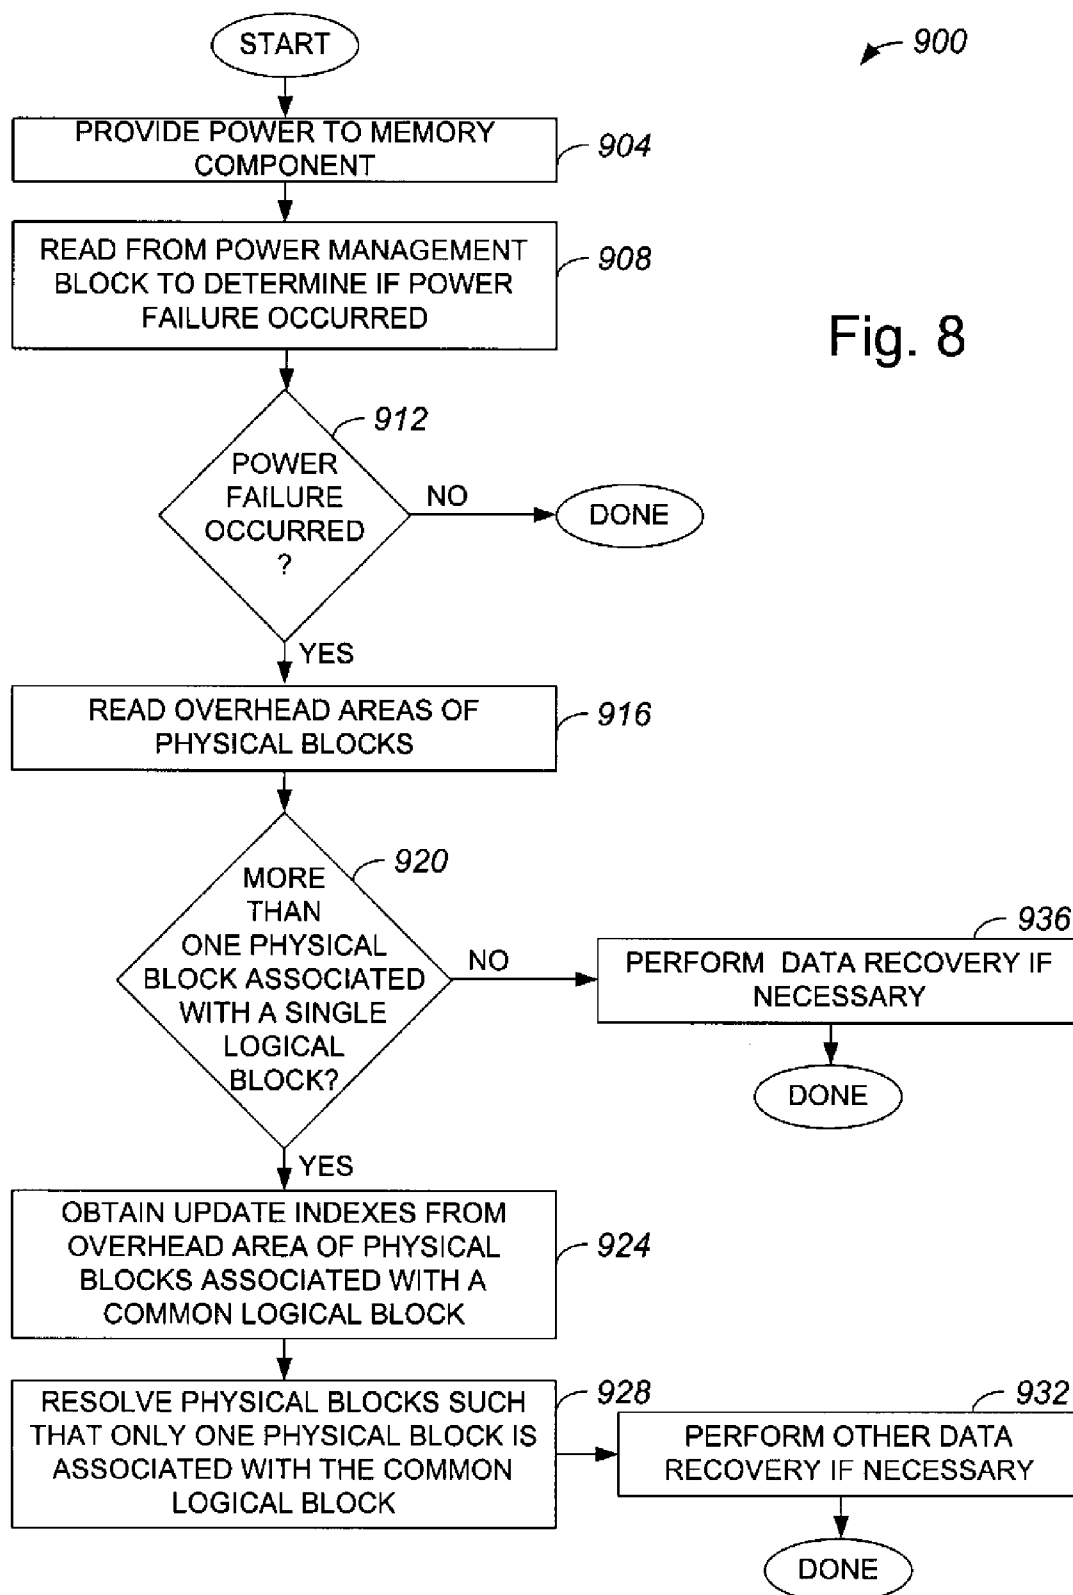 START
900
PROVIDE POWER TO MEMORY
COMPONENT
904
READ FROM POWER MANAGEMENT
BLOCK TO DETERMINE IF POWER
FAILURE OCCURRED
908
Fig. 8
912
POWER
FAILURE
OCCURRED
?
NO
DONE
YES
READ OVERHEAD AREAS OF
PHYSICAL BLOCKS
916
920
MORE
THAN
ONE PHYSICAL
BLOCK ASSOCIATED
WITH A SINGLE
LOGICAL
BLOCK?
NO
936
PERFORM DATA RECOVERY IF
NECESSARY
DONE
YES
OBTAIN UPDATE INDEXES FROM
OVERHEAD AREA OF PHYSICAL
BLOCKS ASSOCIATED WITH A
COMMON LOGICAL BLOCK
924
RESOLVE PHYSICAL BLOCKS SUCH
THAT ONLY ONE PHYSICAL BLOCK IS
ASSOCIATED WITH THE COMMON
LOGICAL BLOCK
928
932
PERFORM OTHER DATA
RECOVERY IF NECESSARY
DONE